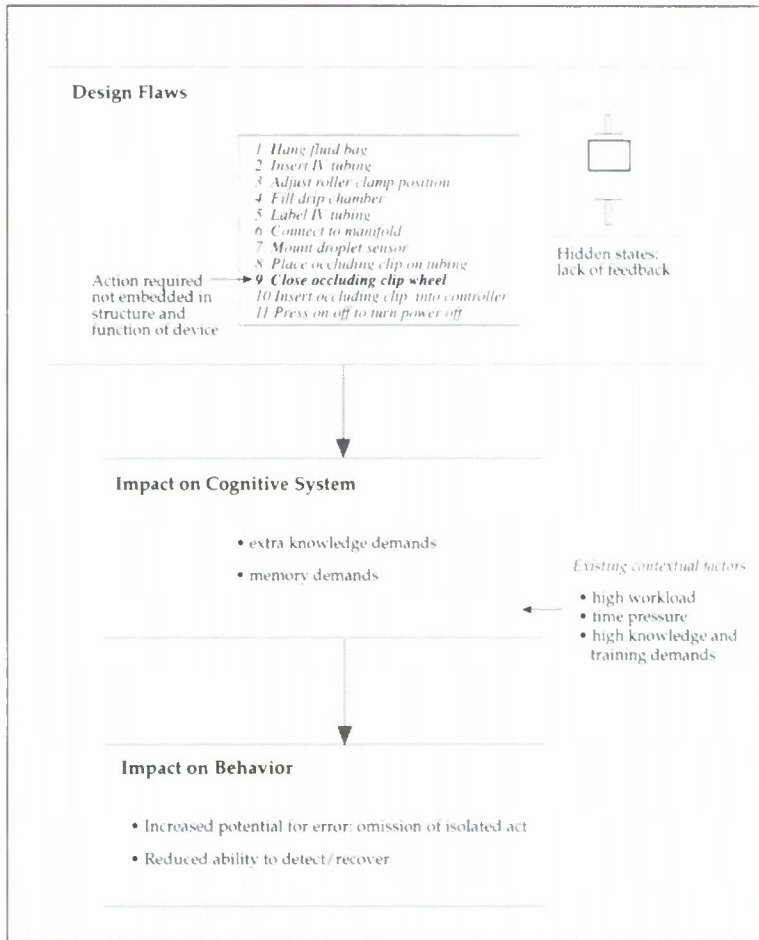 Design Flaws
1 Hang fluid bag
2 Insert IV tubing
3 Adjust roller clamp position
4 Fill drip chamber
5 Label IV tubing
6 Connect to manifold
7 Mount droplet sensor
8 Place occluding clip on tubing
9 Close occluding clip wheel
10 Insert occluding clip into controller
11 Press on off to turn power off
Action required
not embedded in
structure and
function of device
Hidden states:
lack of feedback
Impact on Cognitive System
• extra knowledge demands
• memory demands
Existing contextual factors
• high workload
• time pressure
• high knowledge and
training demands
Impact on Behavior
• Increased potential for error: omission of isolated act
• Reduced ability to detect/recover